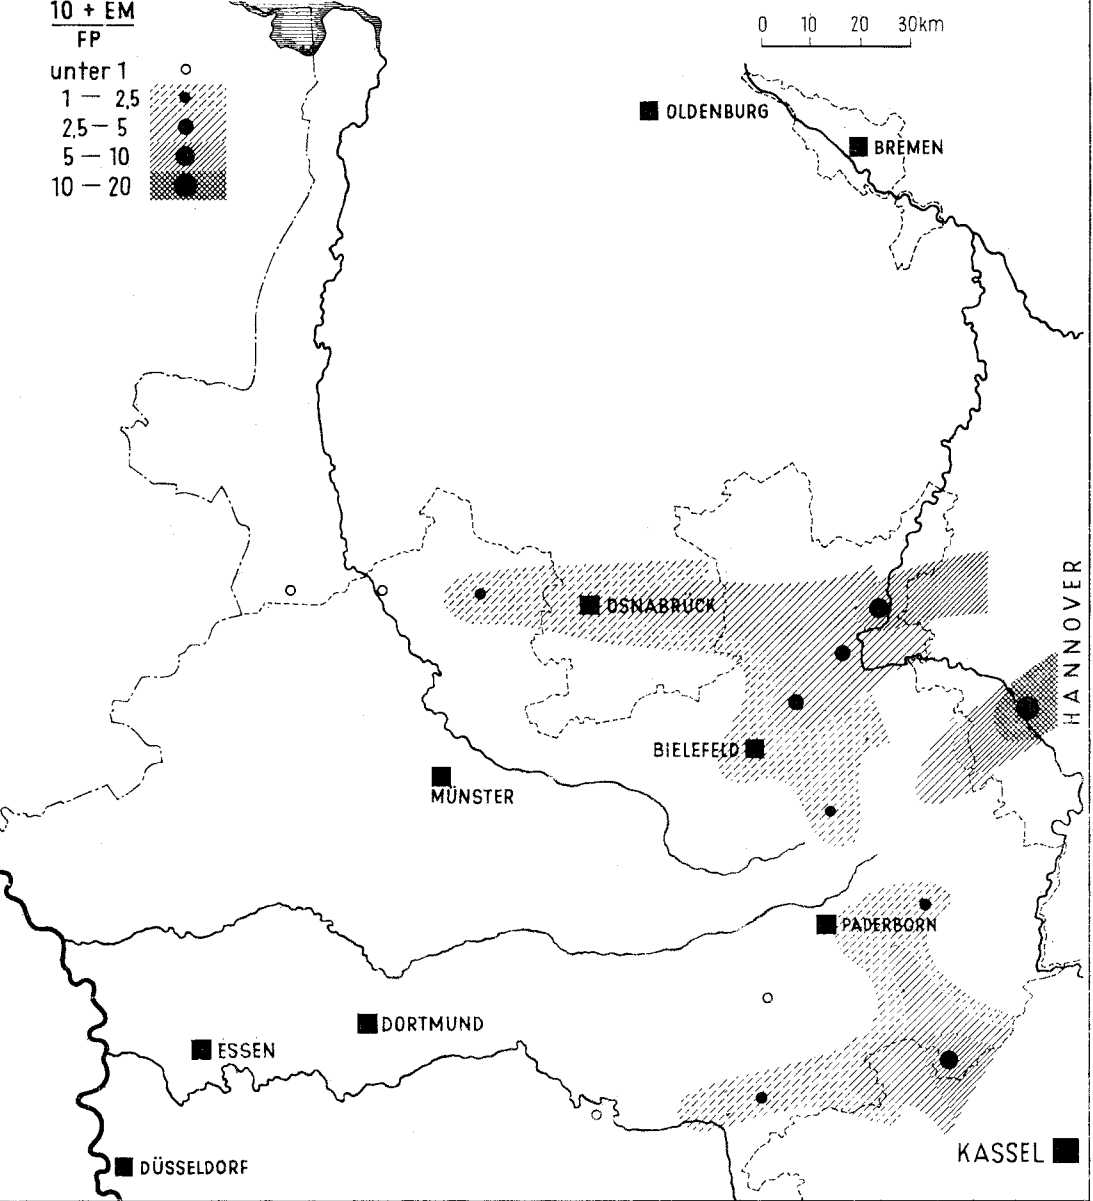 10 + EM
FP
unter 1
1 — 2,5
2,5 — 5
5 — 10
10 — 20
0 10 20 30km
OLDENBURG
BREMEN
OSNABRÜCK
HANNOVER
BIELEFELD
MÜNSTER
PADERBORN
DORTMUND
ESSEN
KASSEL
DÜSSELDORF